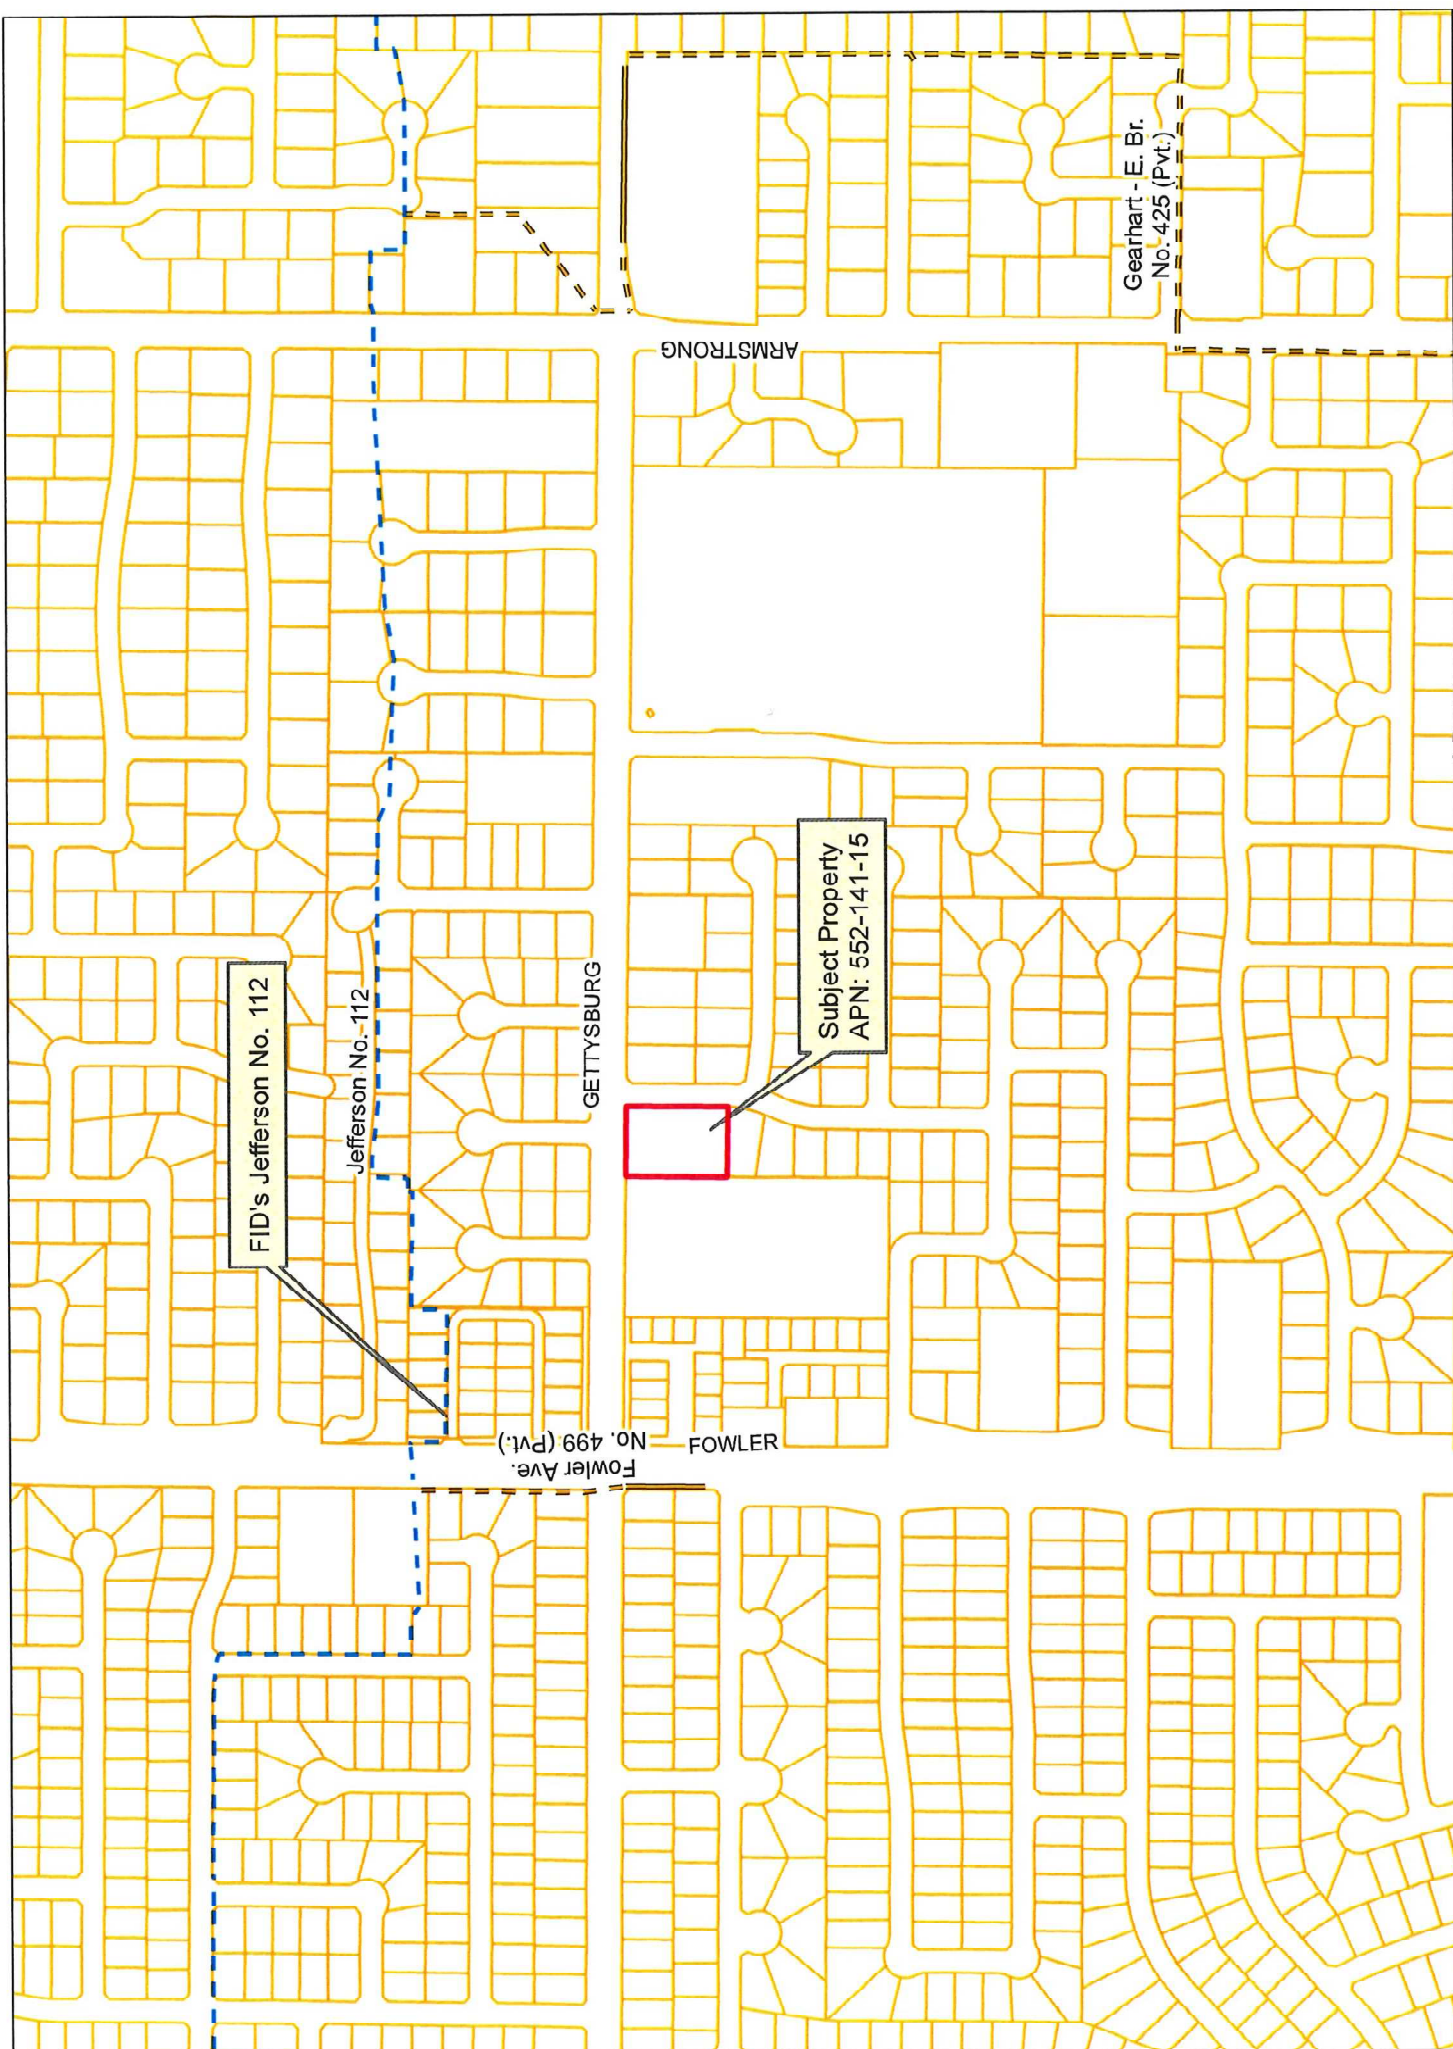 FID's Jefferson No. 112
Jefferson No. 112
GETTYSBURG
Subject Property
APN: 552-141-15
ARMSTRONG
Gearhart - E. Br.
No. 425 (Pvt.)
Fowler Ave.
No. 499 (Pvt.)
FOWLER